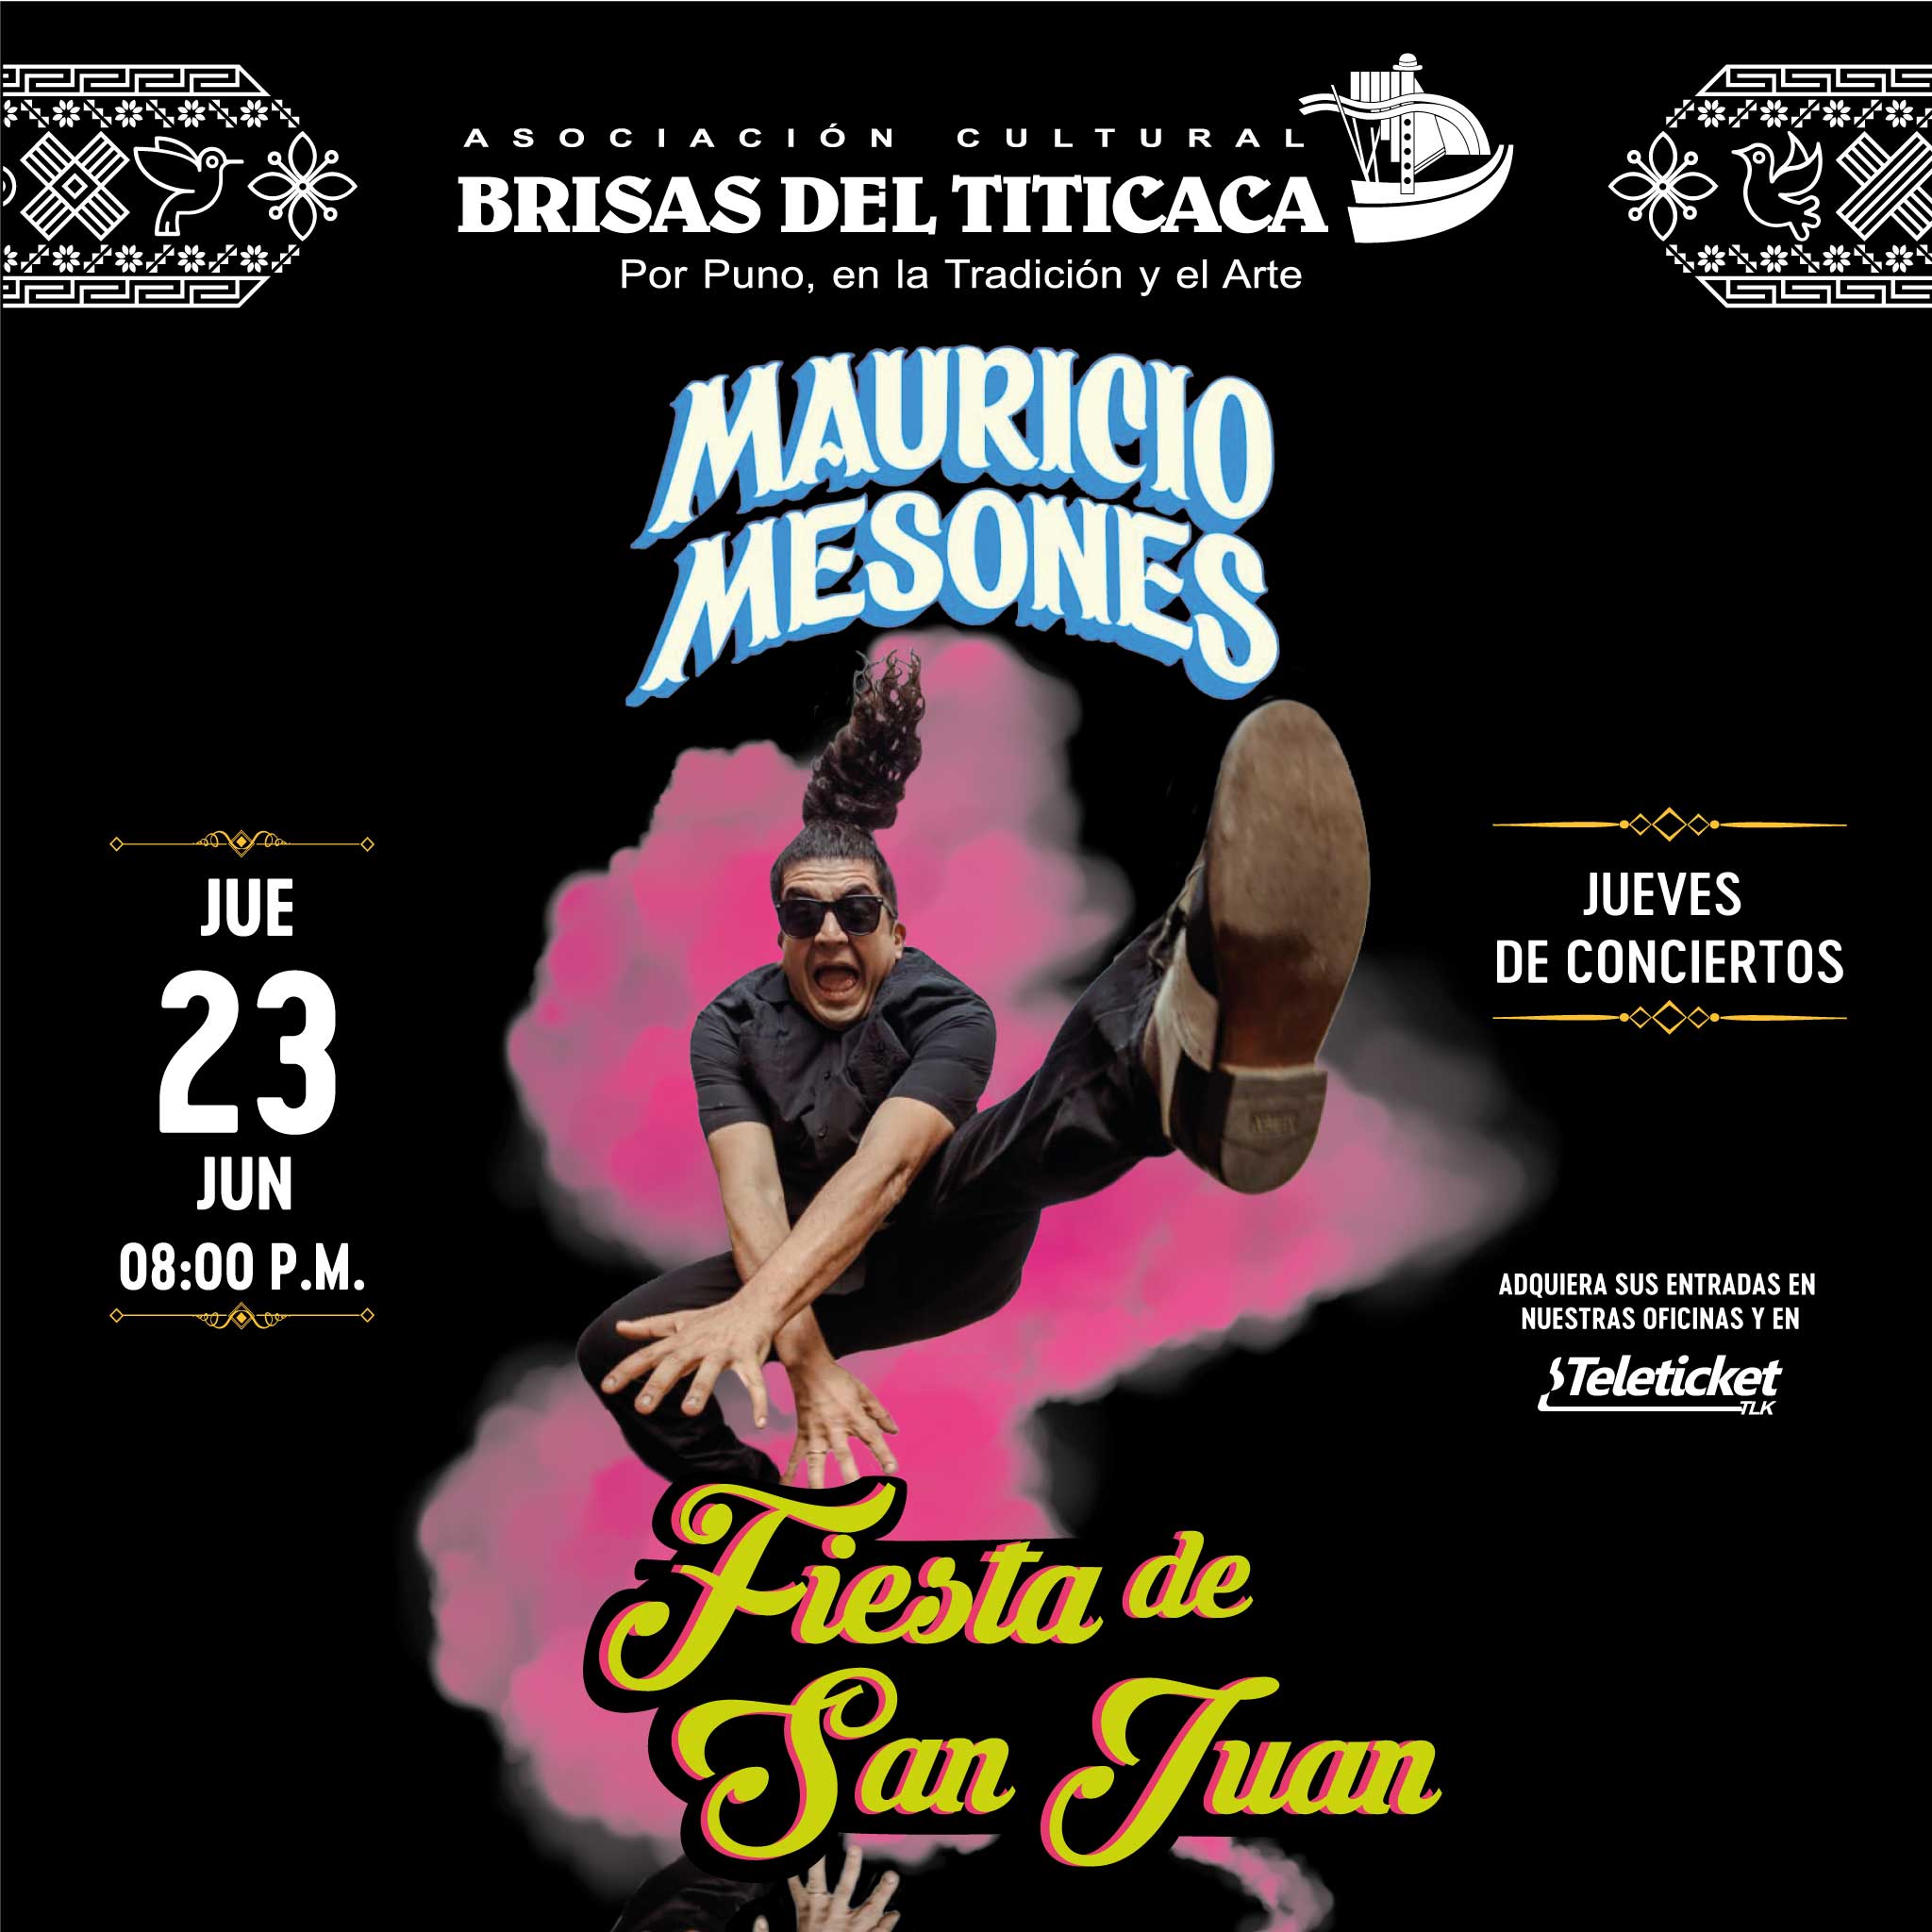 ASOCIACIÓN CULTURAL
BRISAS DEL TITICACA
Por Puno, en la Tradición y el Arte
MAURICIO
MESONES
JUE
23
JUN
08:00 P.M.
JUEVES
DE CONCIERTOS
ADQUIERA SUS ENTRADAS EN
NUESTRAS OFICINAS Y EN
Teleticket
TLK
Fiesta de
San Juan